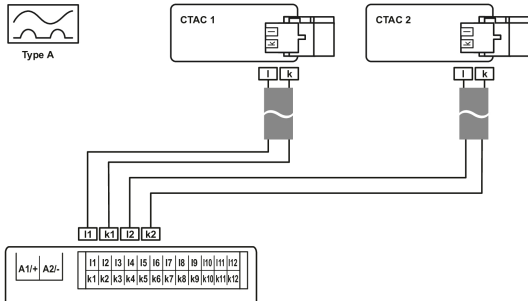 CTAC 1
CTAC 2
k l
k l
Type A
l k
l k
l1 k1 l2 k2
A1/+ A2/-
l1 l2 l3 l4 l5 l6 l7 l8 l9 l10 l11 l12
k1 k2 k3 k4 k5 k6 k7 k8 k9 k10 k11 k12